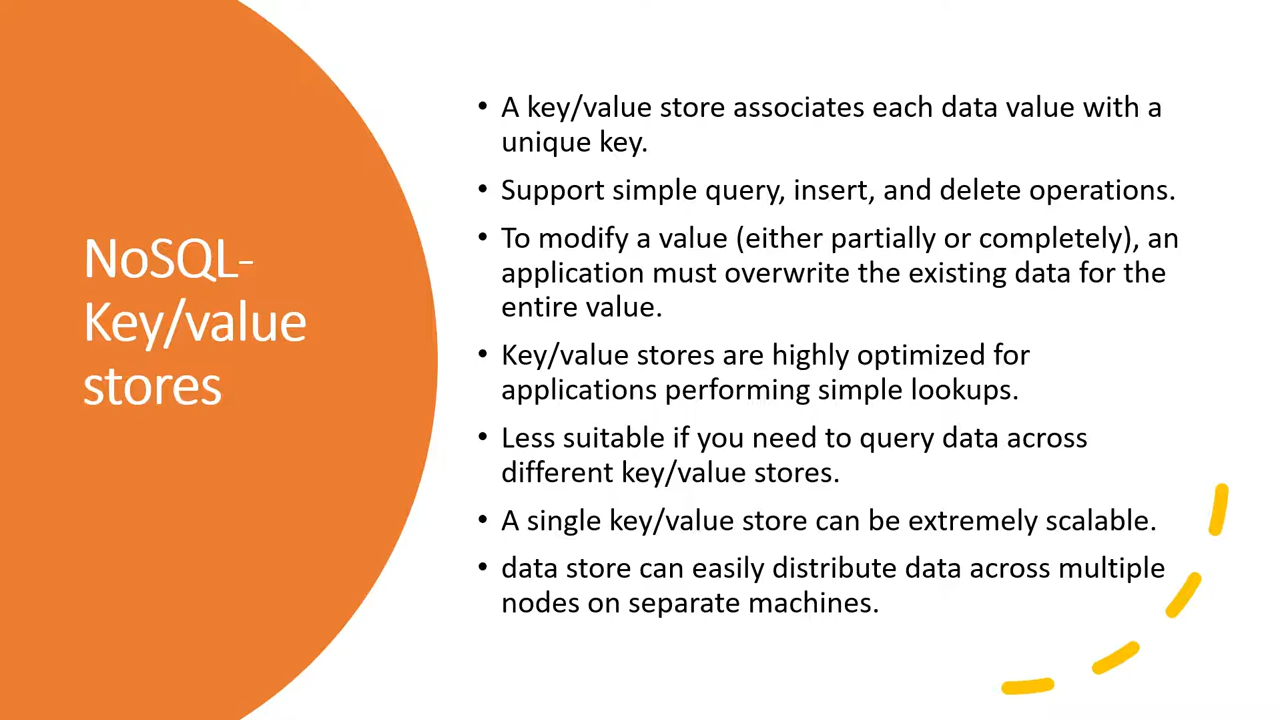 NoSQL-
Key/value
stores
• A key/value store associates each data value with a
unique key.
• Support simple query, insert, and delete operations.
• To modify a value (either partially or completely), an
application must overwrite the existing data for the
entire value.
• Key/value stores are highly optimized for
applications performing simple lookups.
• Less suitable if you need to query data across
different key/value stores.
• A single key/value store can be extremely scalable.
• data store can easily distribute data across multiple
nodes on separate machines.